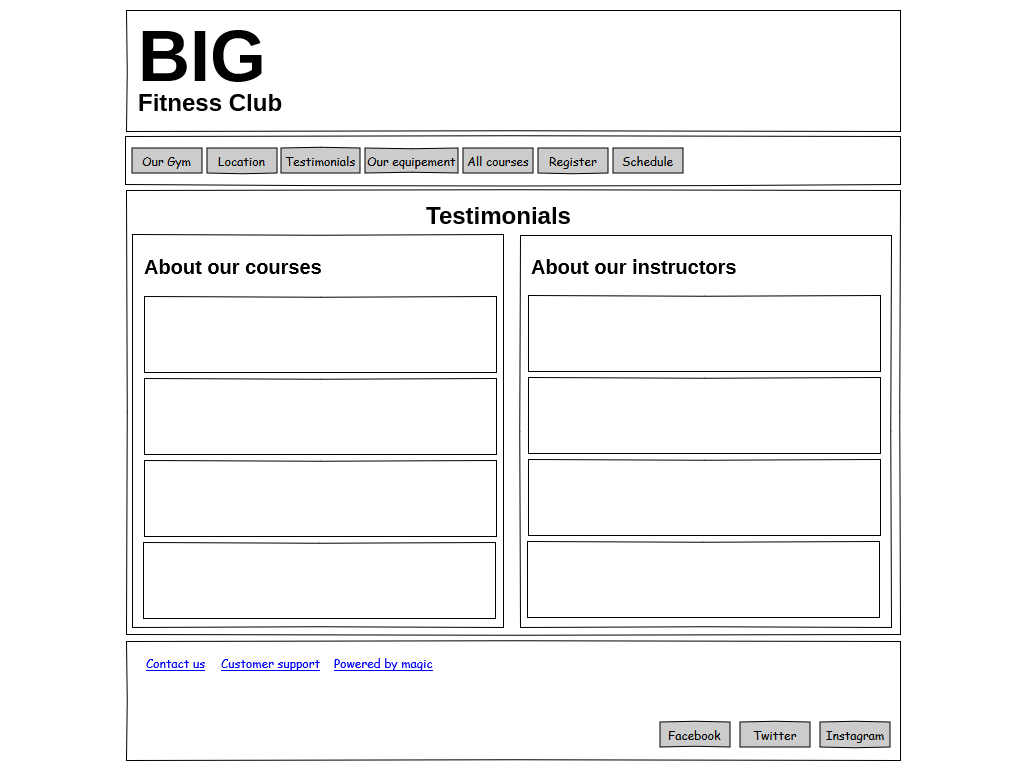 BIG
Fitness Club
Our Gym Location Testimonials Our equipement All courses Register Schedule
Testimonials
About our courses
About our instructors
Contact us Customer support Powered by magic
Facebook Twitter Instagram